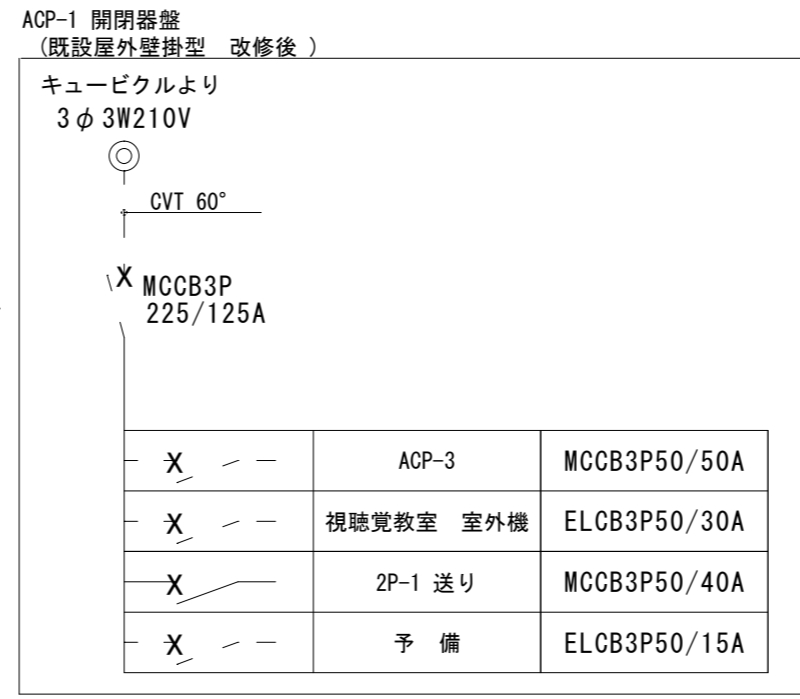 ACP-1 開閉器盤
(既設屋外壁掛型 改修後 )
キュービクルより
3φ3W210V
CVT 60°
MCCB3P
225/125A
ACP-3 MCCB3P50/50A
視聴覚教室 室外機 ELCB3P50/30A
2P-1 送り MCCB3P50/40A
予 備 ELCB3P50/15A